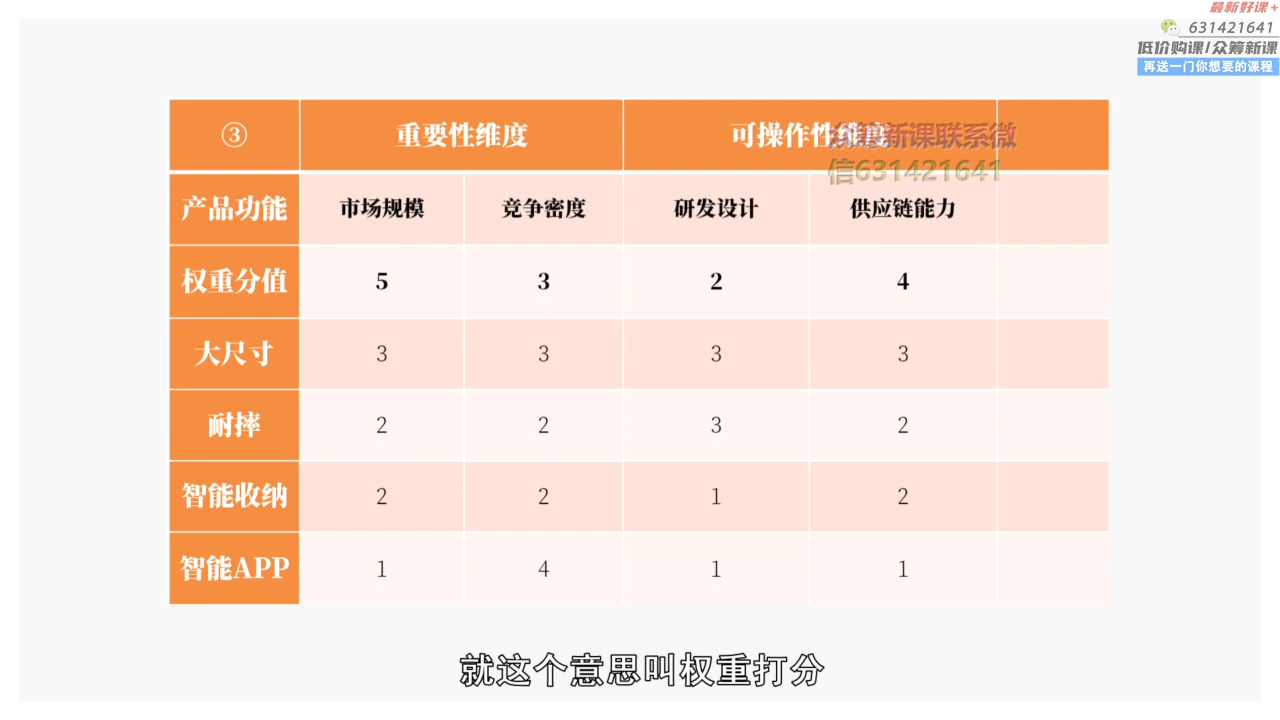 最新好课+
631421641
低价购课/众筹新课
再送一门你想要的课程
③ 重要性维度 可操作性维度
众筹新课联系微
信631421641
产品功能 市场规模 竞争密度 研发设计 供应链能力
权重分值 5 3 2 4
大尺寸 3 3 3 3
耐摔 2 2 3 2
智能收纳 2 2 1 2
智能APP 1 4 1 1
就这个意思叫权重打分